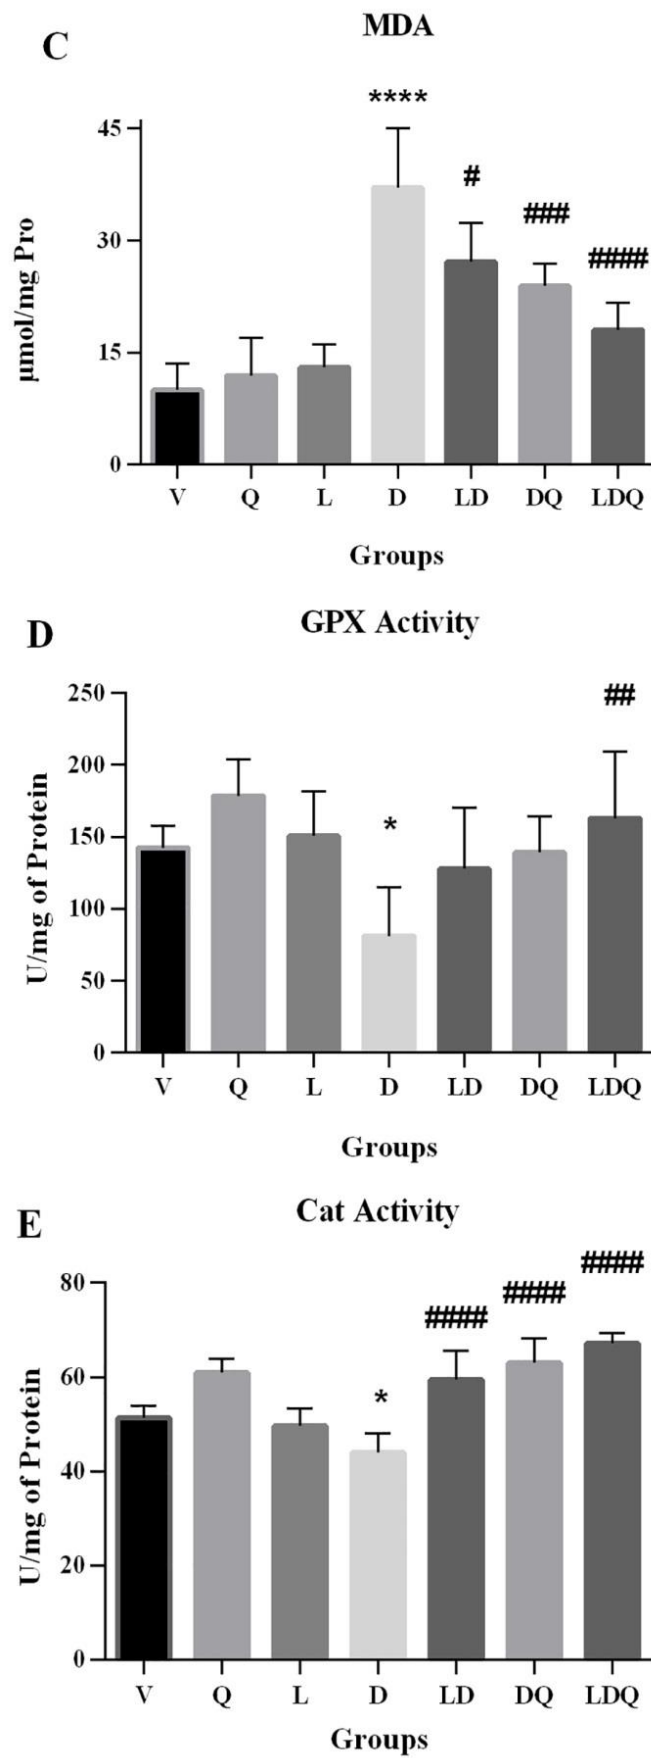 C
MDA
****
#
###
####
µmol/mg Pro
45
30
15
0
V Q L D LD DQ LDQ
Groups
D
GPX Activity
##
*
U/mg of Protein
250
200
150
100
50
0
V Q L D LD DQ LDQ
Groups
E
Cat Activity
####
####
####
*
U/mg of Protein
80
60
40
20
0
V Q L D LD DQ LDQ
Groups